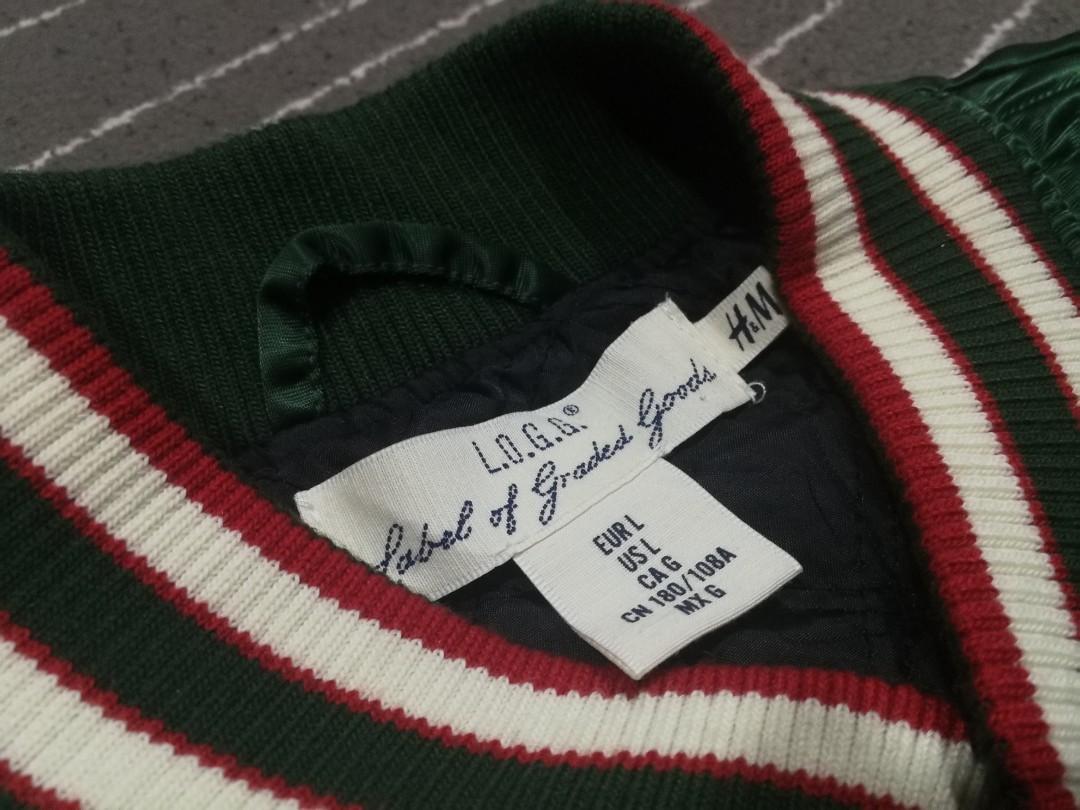 L.O.G.G.®
label of Graded Goods
H&M
EUR L
US L
CA G
CN 180/108A
MX G